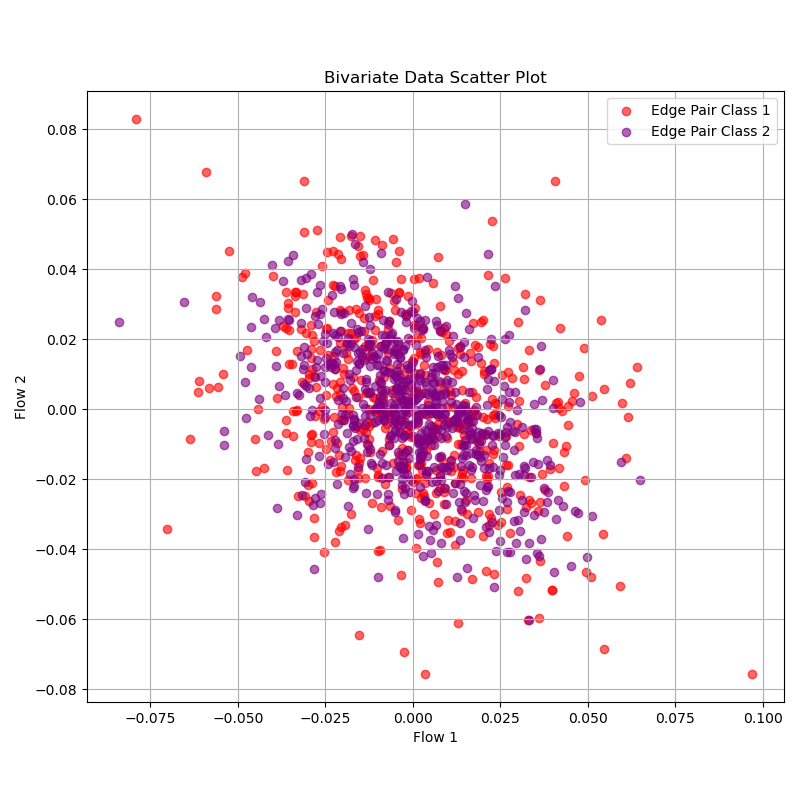 Bivariate Data Scatter Plot
Edge Pair Class 1
Edge Pair Class 2
0.08
0.06
0.04
0.02
0.00
−0.02
−0.04
−0.06
−0.08
Flow 2
−0.075 −0.050 −0.025 0.000 0.025 0.050 0.075 0.100
Flow 1